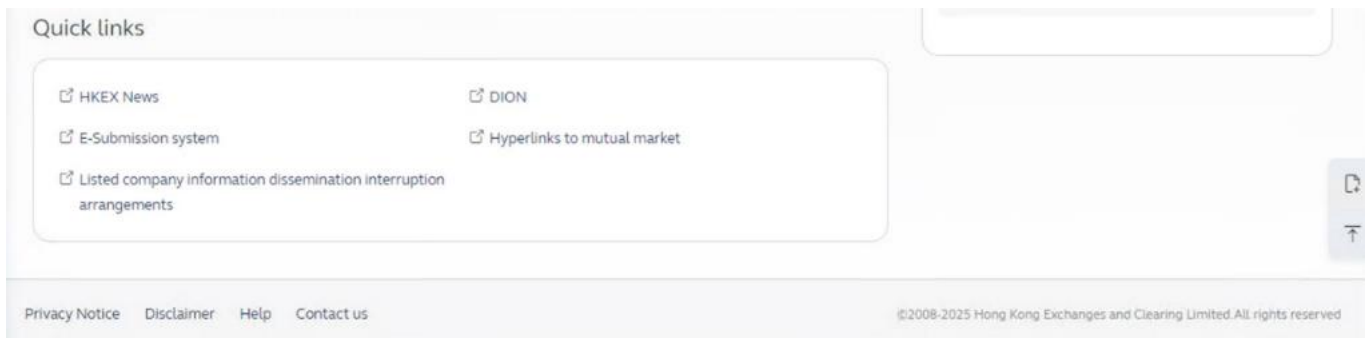 Quick links
HKEX News
DION
E-Submission system
Hyperlinks to mutual market
Listed company information dissemination interruption
arrangements
Privacy Notice Disclaimer Help Contact us
©2008-2025 Hong Kong Exchanges and Clearing Limited.All rights reserved